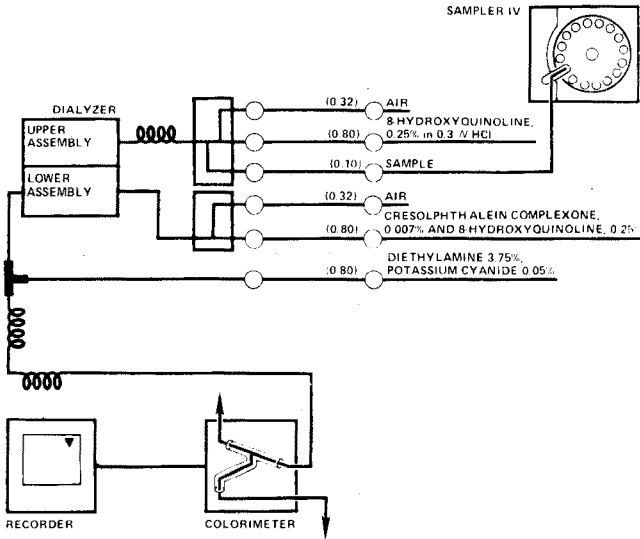 SAMPLER IV
DIALYZER
UPPER
ASSEMBLY
LOWER
ASSEMBLY
(0.32) AIR
8-HYDROXYQUINOLINE,
(0.80) 0.25% in 0.3 N HCl
(0.10) SAMPLE
(0.32) AIR
CRESOLPHTHALEIN COMPLEXONE,
(0.80) 0.007% AND 8-HYDROXYQUINOLINE, 0.25%
DIETHYLAMINE 3.75%,
(0.80) POTASSIUM CYANIDE 0.05%
RECORDER
COLORIMETER